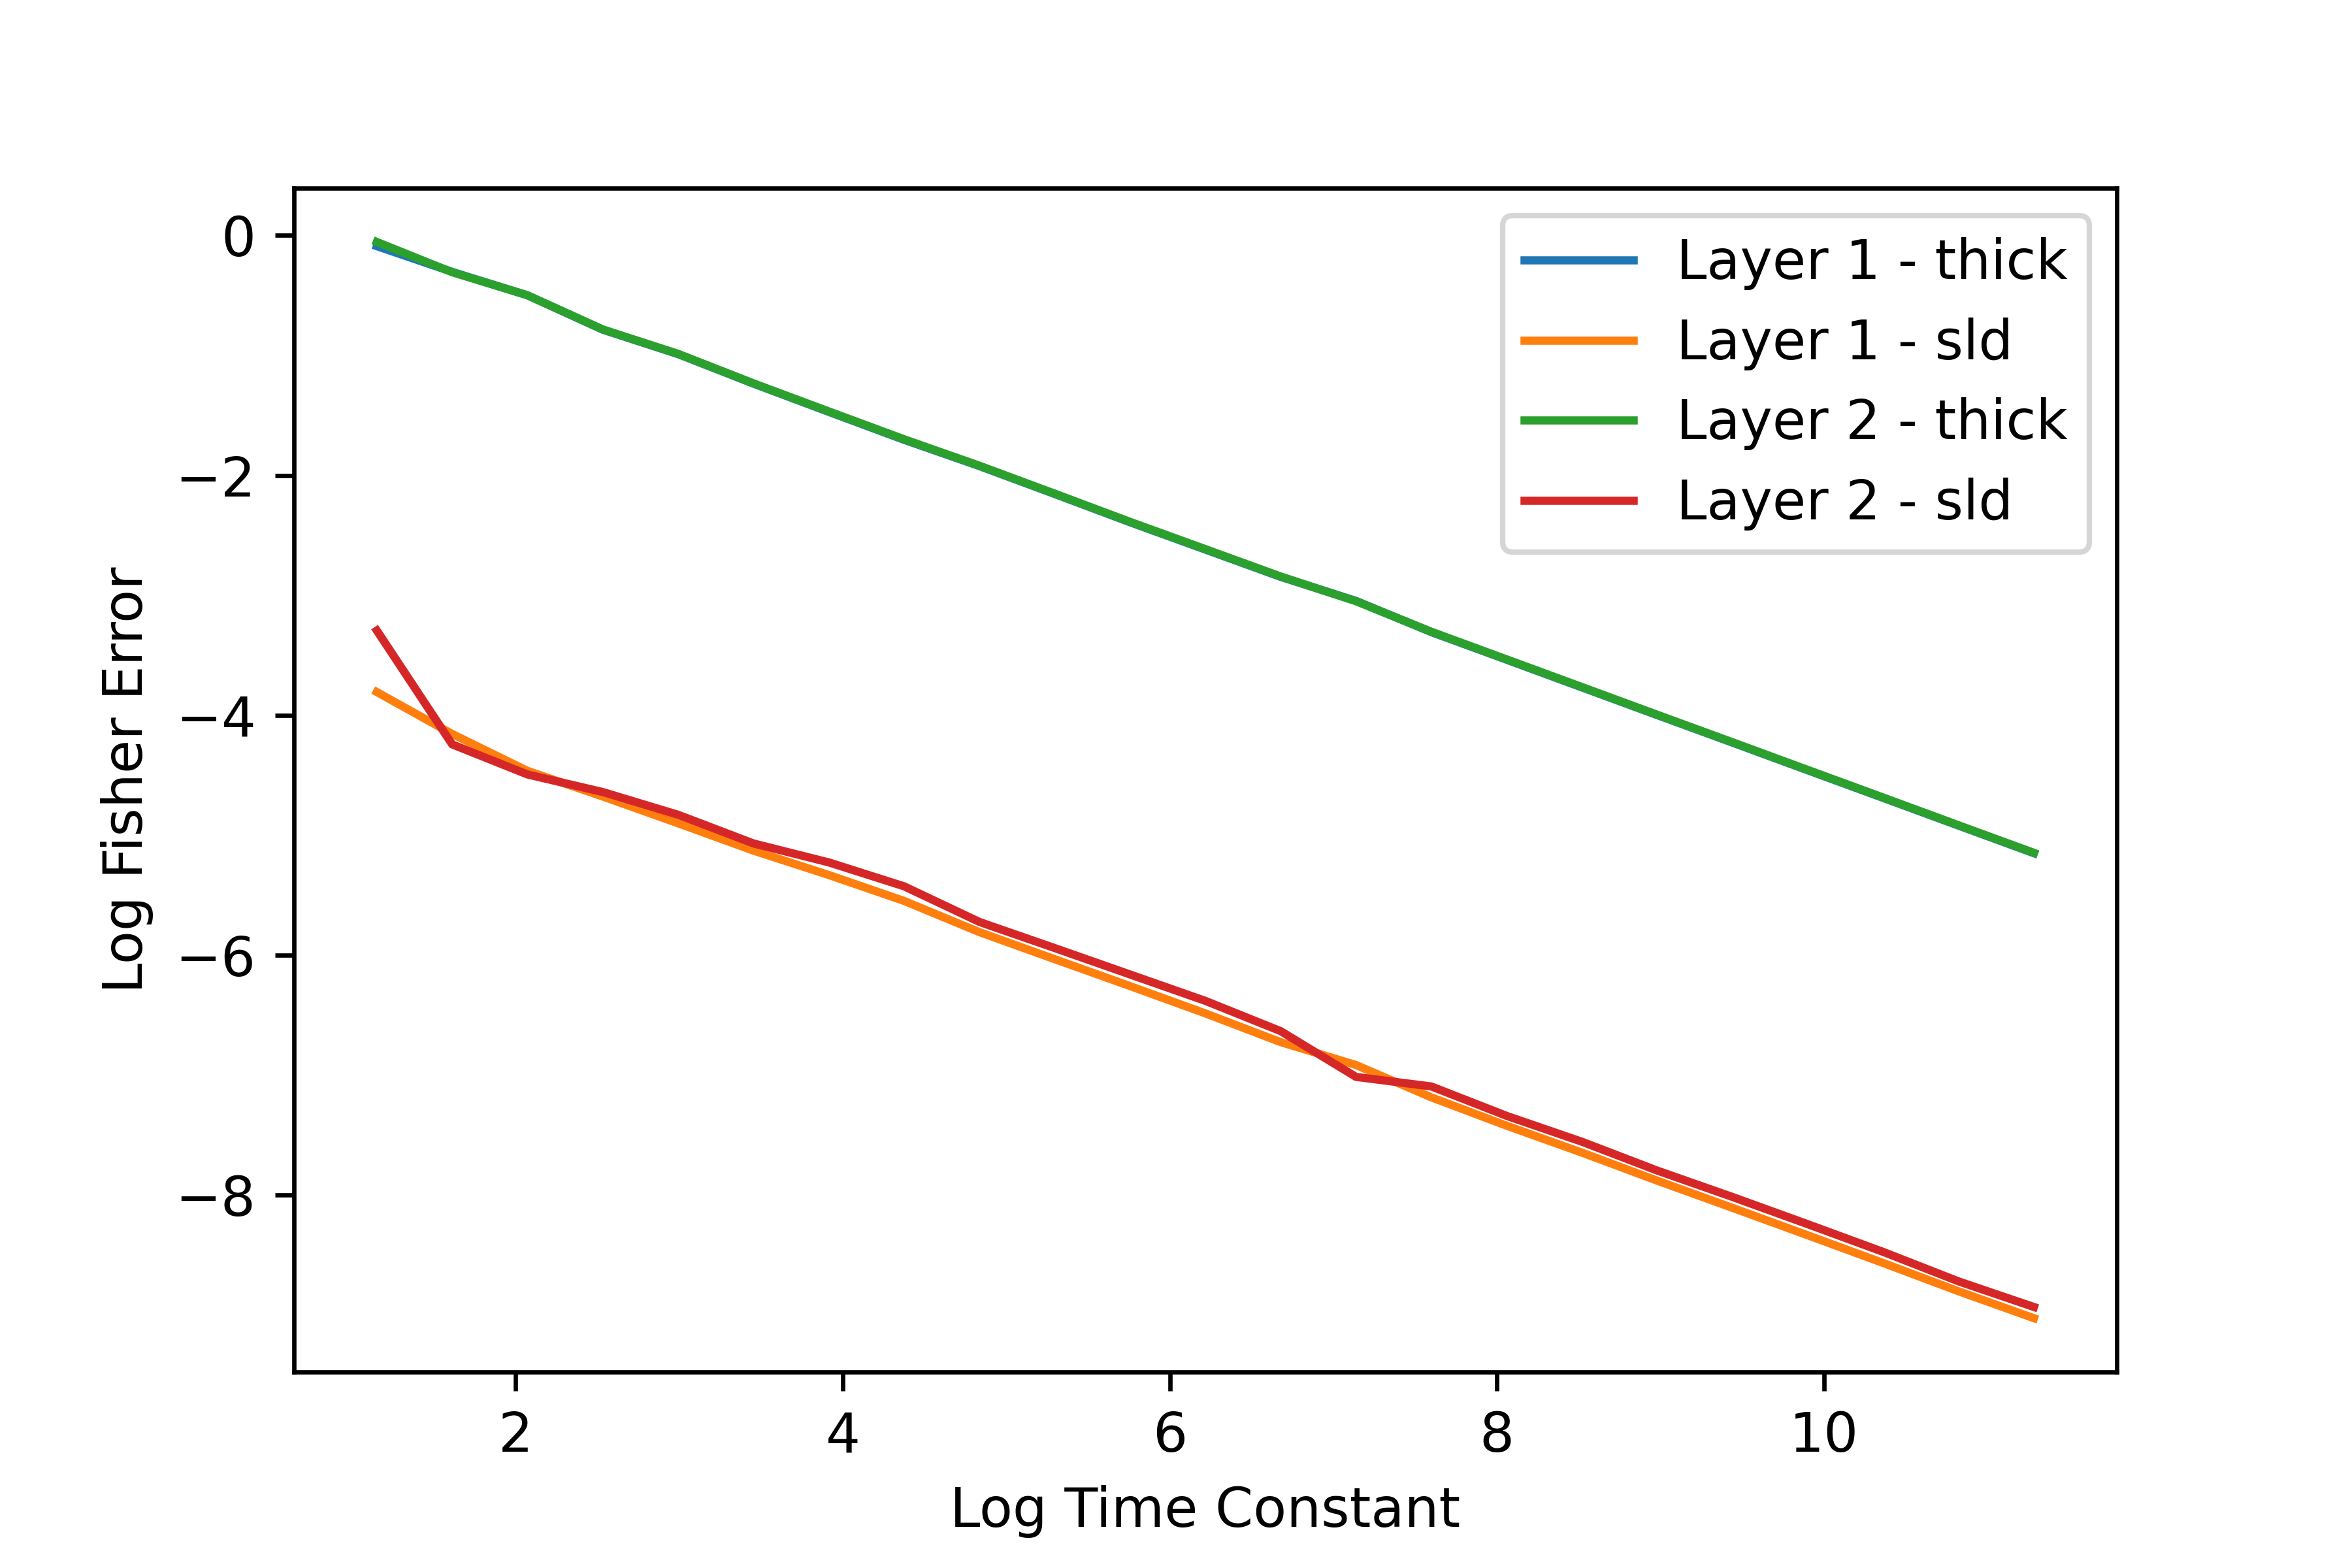 0
−2
−4
−6
−8
Log Fisher Error
Layer 1 - thick
Layer 1 - sld
Layer 2 - thick
Layer 2 - sld
2 4 6 8 10
Log Time Constant